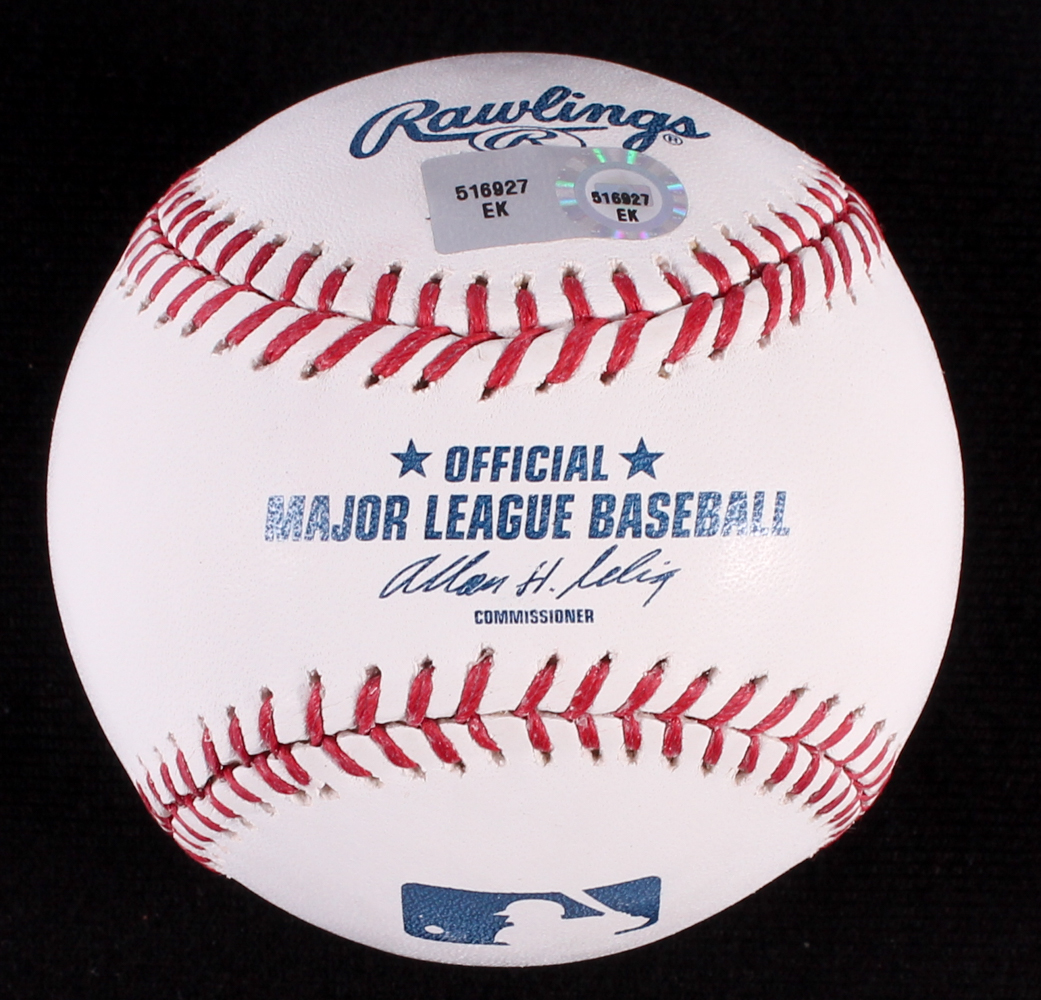 Rawlings®
R
516927
EK
516927
EK
★ OFFICIAL ★
MAJOR LEAGUE BASEBALL
Allan H. Selig
COMMISSIONER